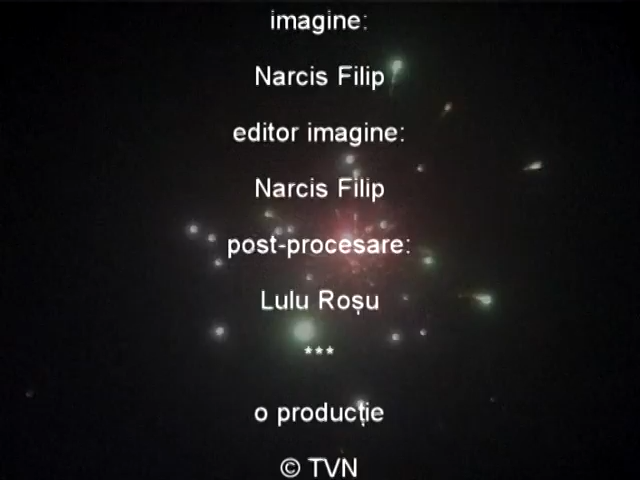 imagine:
Narcis Filip
editor imagine:
Narcis Filip
post-procesare:
Lulu Roșu
***
o producție
© TVN